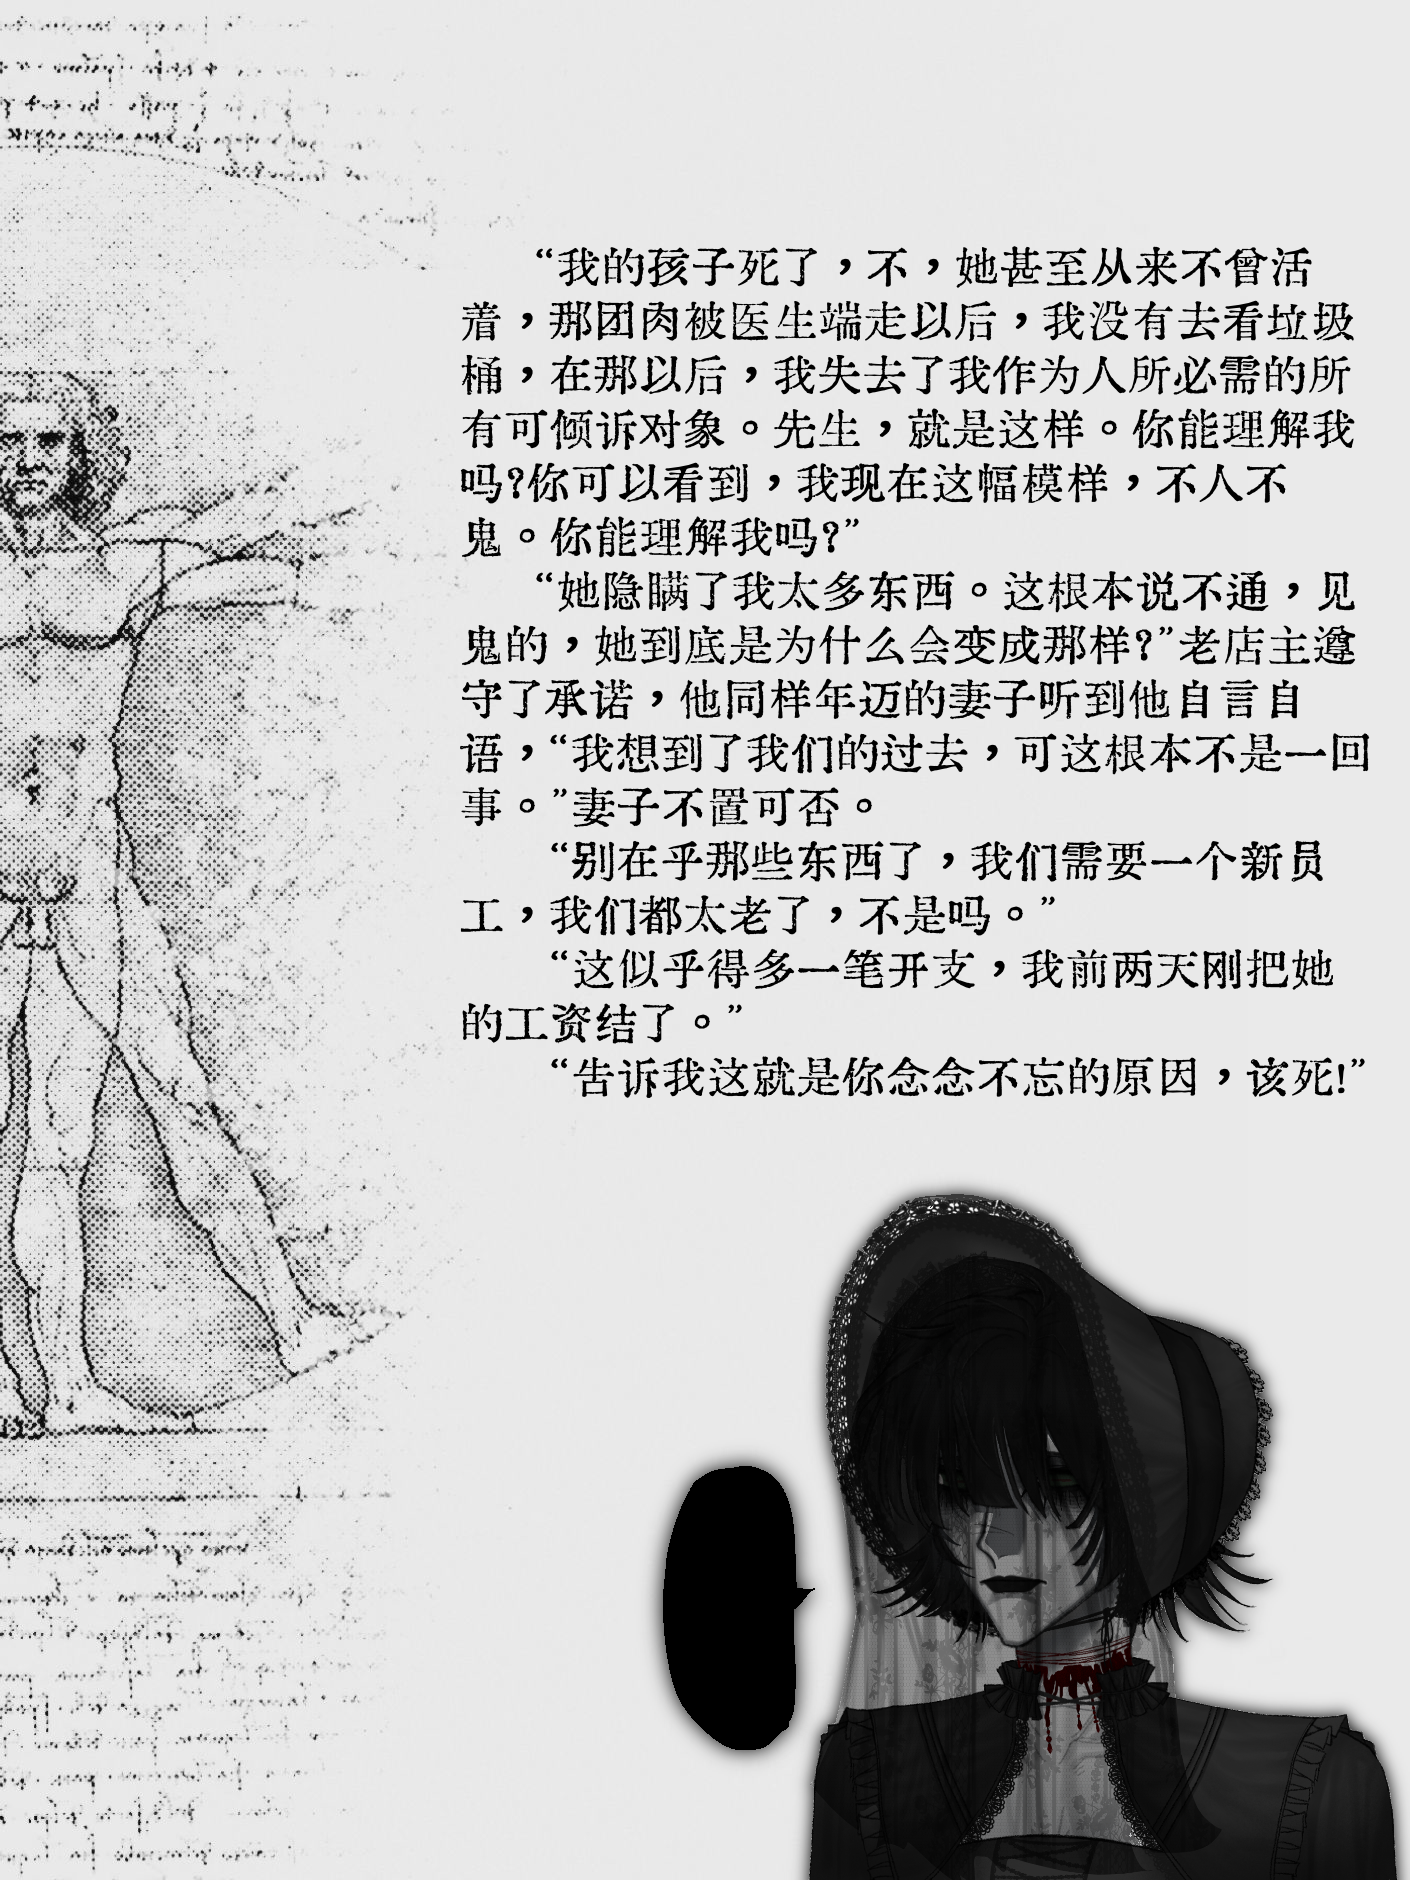 “我的孩子死了，不，她甚至从来不曾活
着，那团肉被医生端走以后，我没有去看垃圾
桶，在那以后，我失去了我作为人所必需的所
有可倾诉对象。先生，就是这样。你能理解我
吗?你可以看到，我现在这幅模样，不人不
鬼。你能理解我吗?”
“她隐瞒了我太多东西。这根本说不通，见
鬼的，她到底是为什么会变成那样?”老店主遵
守了承诺，他同样年迈的妻子听到他自言自
语，“我想到了我们的过去，可这根本不是一回
事。”妻子不置可否。
“别在乎那些东西了，我们需要一个新员
工，我们都太老了，不是吗。”
“这似乎得多一笔开支，我前两天刚把她
的工资结了。”
“告诉我这就是你念念不忘的原因，该死!”